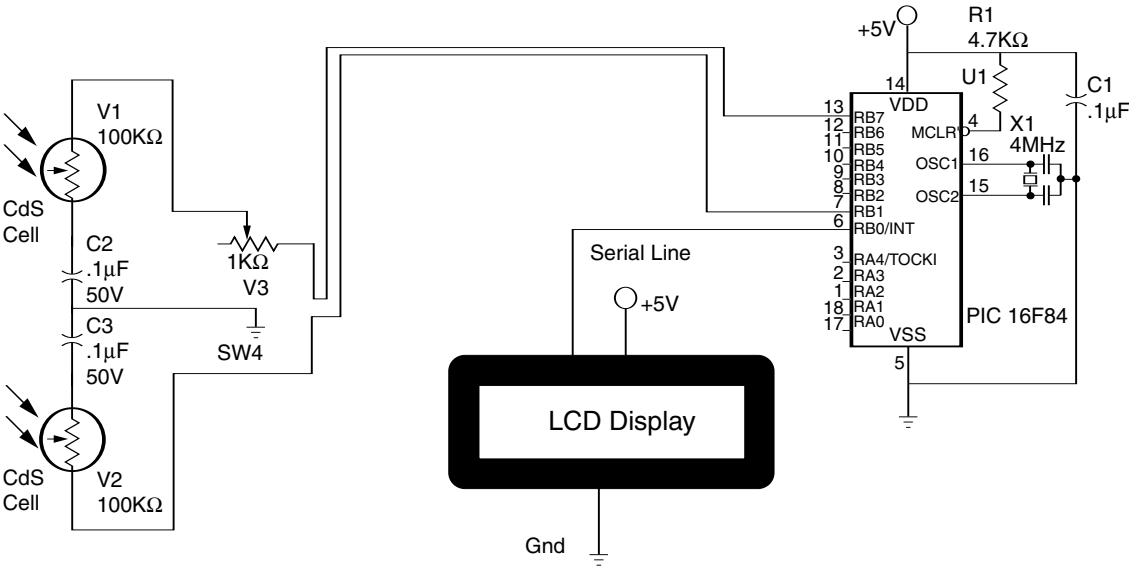 V1
100KΩ
CdS
Cell
C2
.1μF
50V
C3
.1μF
50V
CdS
Cell
V2
100KΩ
1KΩ
V3
SW4
Serial Line
+5V
LCD Display
Gnd
+5V
R1
4.7KΩ
U1
C1
.1μF
X1
4MHz
14
VDD
13 RB7
12 RB6
11 RB5
10 RB4
9 RB3
8 RB2
7 RB1
6 RB0/INT
3 RA4/TOCKI
2 RA3
1 RA2
18 RA1
17 RA0
MCLR' 4
OSC1 16
OSC2 15
VSS
5
PIC 16F84